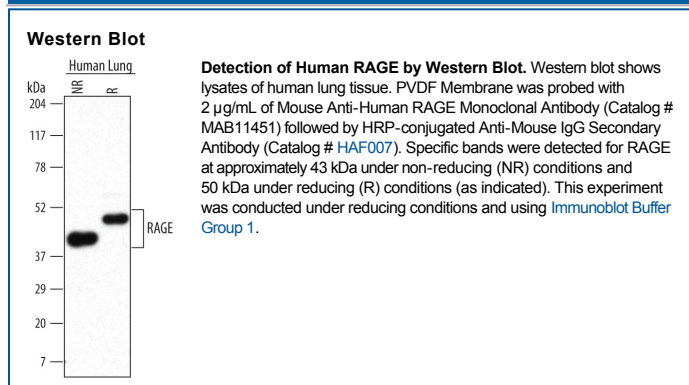 Western Blot
Human Lung
kDa
NR
R
204
117
78
52
37
29
20
7
RAGE
Detection of Human RAGE by Western Blot. Western blot shows
lysates of human lung tissue. PVDF Membrane was probed with
2 µg/mL of Mouse Anti-Human RAGE Monoclonal Antibody (Catalog #
MAB11451) followed by HRP-conjugated Anti-Mouse IgG Secondary
Antibody (Catalog # HAF007). Specific bands were detected for RAGE
at approximately 43 kDa under non-reducing (NR) conditions and
50 kDa under reducing (R) conditions (as indicated). This experiment
was conducted under reducing conditions and using Immunoblot Buffer
Group 1.